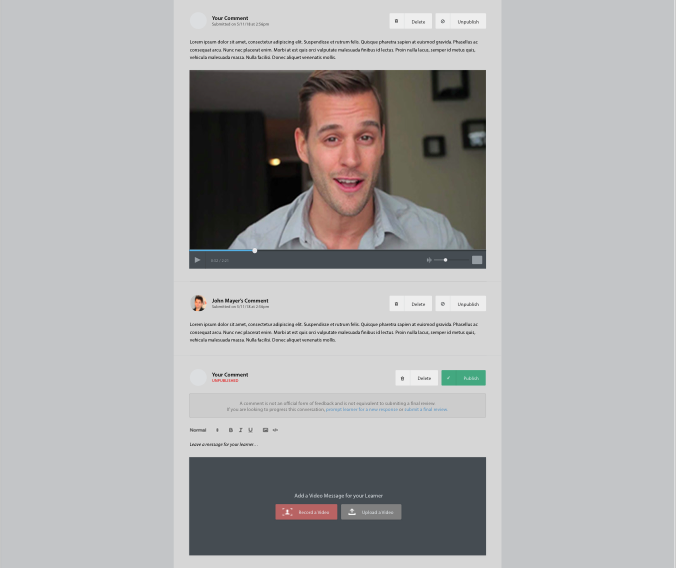 Your Comment
Submitted on 5/11/18 at 2:56pm
Delete
Unpublish
Lorem ipsum dolor sit amet, consectetur adipiscing elit. Suspendisse et rutrum felis. Quisque pharetra sapien at euismod gravida. Phasellus ac
consequat arcu. Nunc nec placerat enim. Morbi at est quis orci vulputate malesuada finibus id lectus. Proin nulla lacus, semper id metus quis,
vehicula malesuada massa. Nulla facilisi. Donec aliquet venenatis mollis.
John Mayer's Comment
Submitted on 5/11/18 at 2:56pm
Delete
Unpublish
Lorem ipsum dolor sit amet, consectetur adipiscing elit. Suspendisse et rutrum felis. Quisque pharetra sapien at euismod gravida. Phasellus ac
consequat arcu. Nunc nec placerat enim. Morbi at est quis orci vulputate malesuada finibus id lectus. Proin nulla lacus, semper id metus quis,
vehicula malesuada massa. Nulla facilisi. Donec aliquet venenatis mollis.
Your Comment
UNPUBLISHED
Delete
Publish
A comment is not an official form of feedback and is not equivalent to submitting a final review.
If you are looking to progress this conversation, prompt learner for a new response or submit a final review.
Normal
B I U
Leave a message for your learner...
Add a Video Message for your Learner
Record a Video
Upload a Video